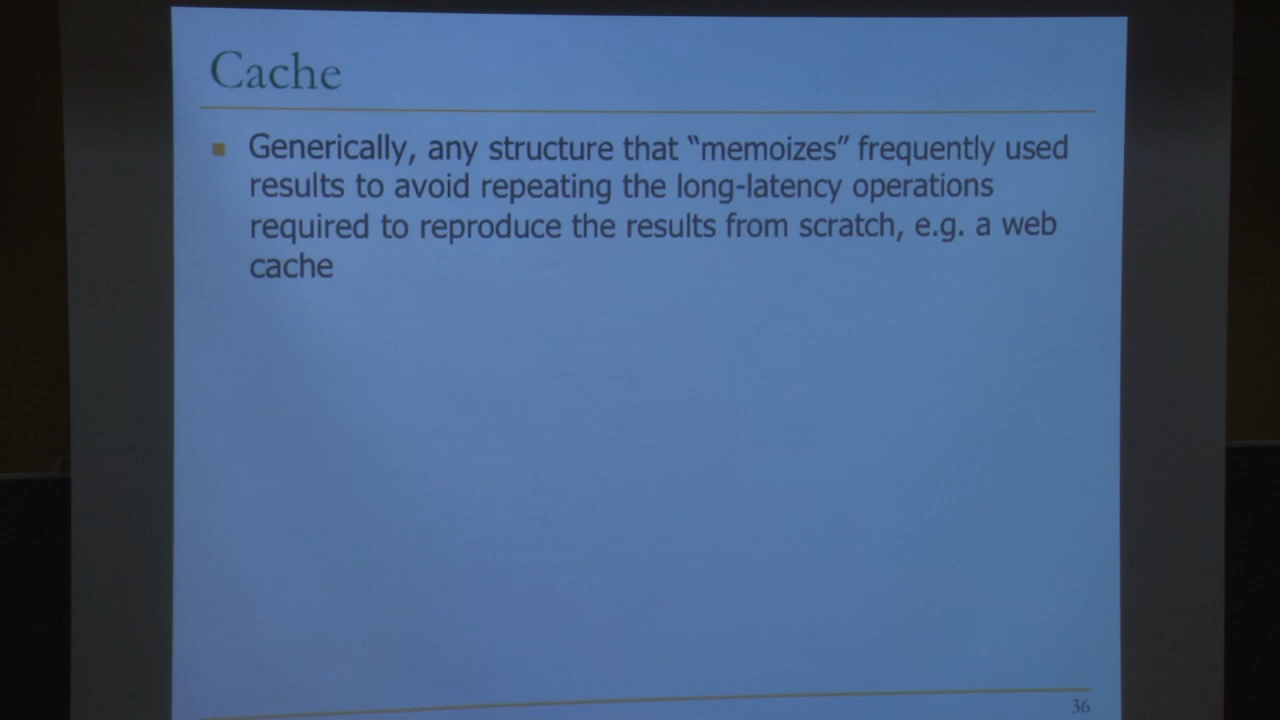 Cache
Generically, any structure that “memoizes” frequently used
results to avoid repeating the long-latency operations
required to reproduce the results from scratch, e.g. a web
cache
36